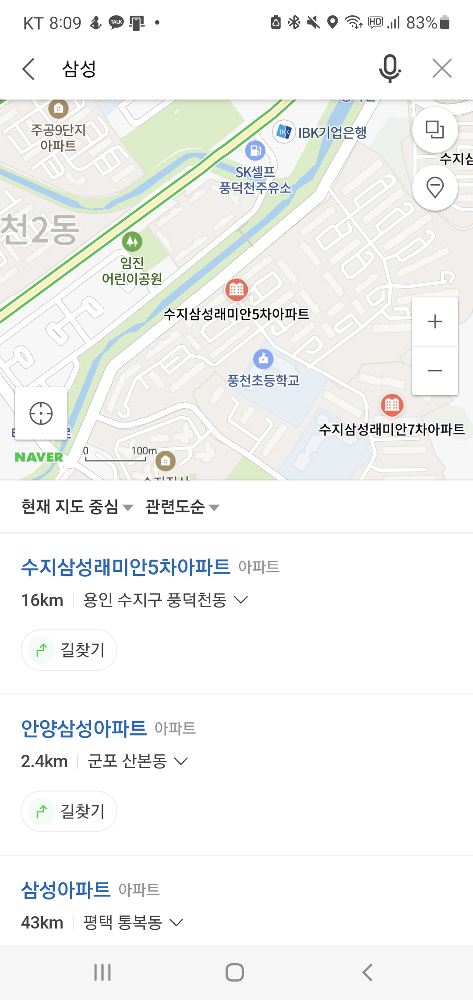 KT 8:09 TALK HD 83%
삼성
주공9단지
아파트
IBK IBK기업은행
수지삼
SK셀프
풍덕천주유소
천2동
임진
어린이공원
수지삼성래미안5차아파트
풍천초등학교
수지삼성래미안7차아파트
NAVER
0 100m
현재 지도 중심 관련도순
수지삼성래미안5차아파트 아파트
16km 용인 수지구 풍덕천동
길찾기
안양삼성아파트 아파트
2.4km 군포 산본동
길찾기
삼성아파트 아파트
43km 평택 통복동